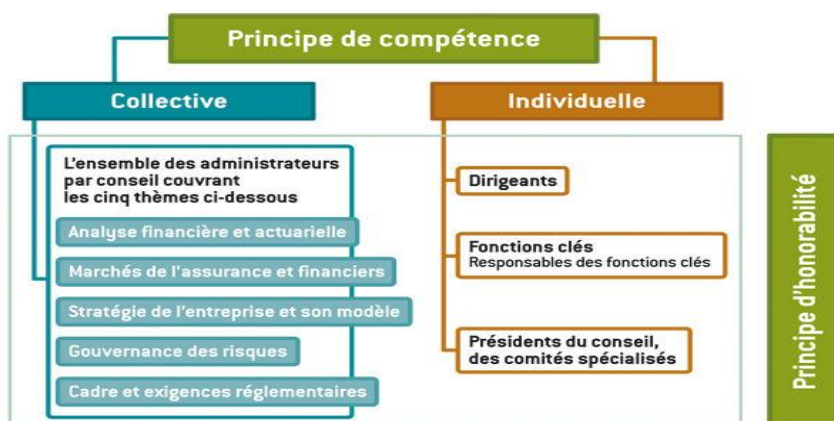 Principe de compétence
Collective
L'ensemble des administrateurs
par conseil couvrant
les cinq thèmes ci-dessous
Analyse financière et actuarielle
Marchés de l'assurance et financiers
Stratégie de l'entreprise et son modèle
Gouvernance des risques
Cadre et exigences réglementaires
Individuelle
Dirigeants
Fonctions clés
Responsables des fonctions clés
Présidents du conseil,
des comités spécialisés
Principe d'honorabilité